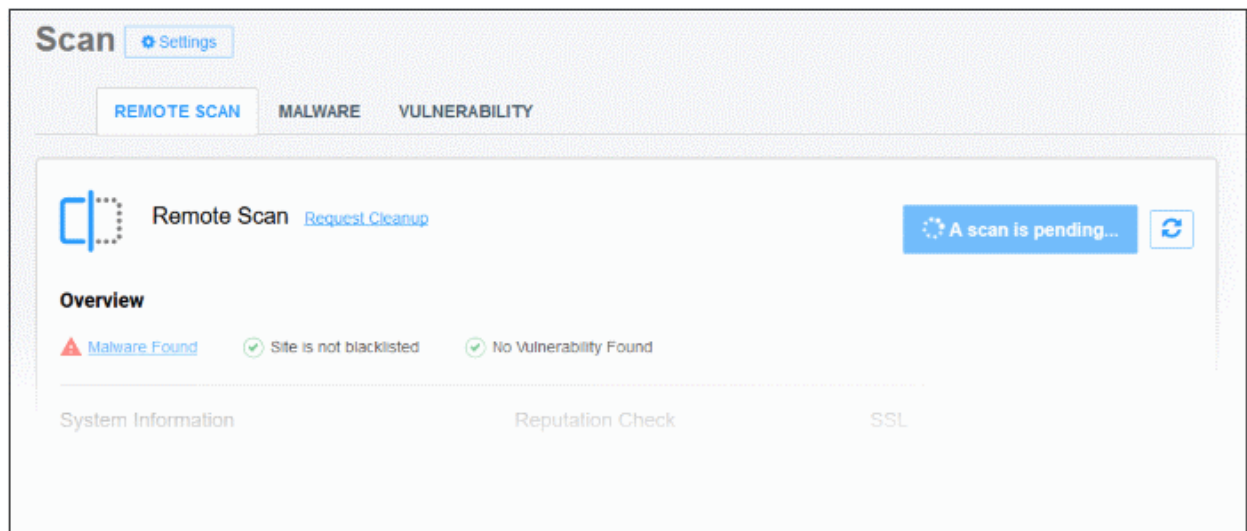 Scan Settings
REMOTE SCAN MALWARE VULNERABILITY
Remote Scan Request Cleanup A scan is pending...
Overview
Malware Found Site is not blacklisted No Vulnerability Found
System Information Reputation Check SSL